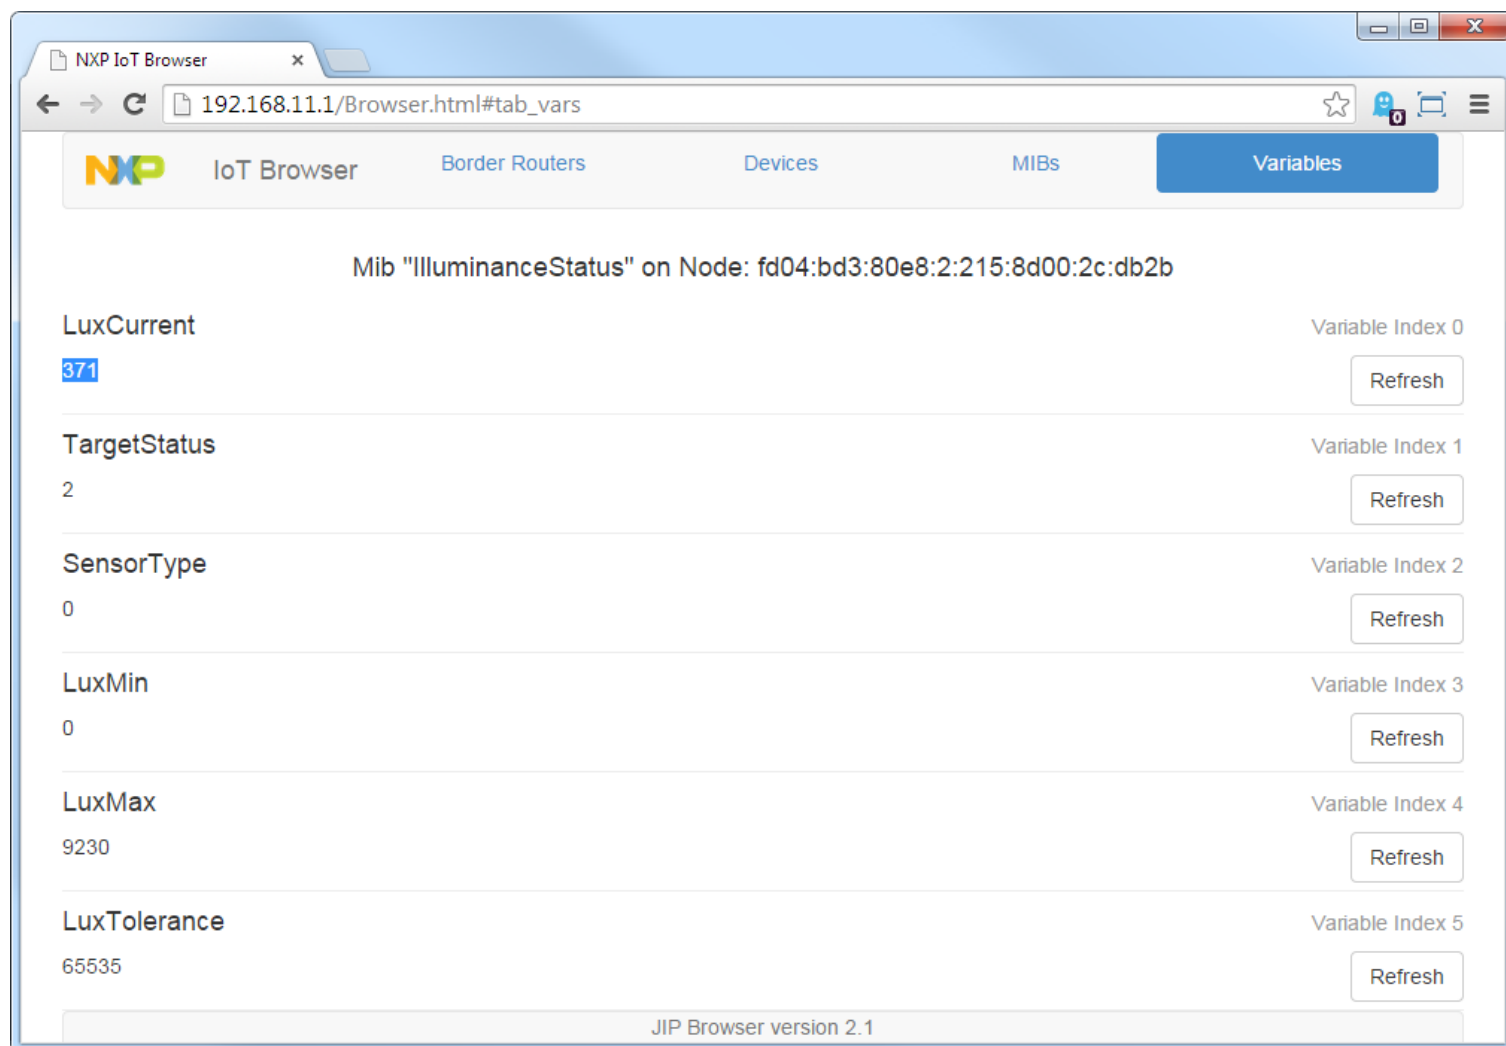 NXP IoT Browser
192.168.11.1/Browser.html#tab_vars
0
NXP IoT Browser Border Routers Devices MIBs Variables
Mib "IlluminanceStatus" on Node: fd04:bd3:80e8:2:215:8d00:2c:db2b
LuxCurrent Variable Index 0
371 Refresh
TargetStatus Variable Index 1
2 Refresh
SensorType Variable Index 2
0 Refresh
LuxMin Variable Index 3
0 Refresh
LuxMax Variable Index 4
9230 Refresh
LuxTolerance Variable Index 5
65535 Refresh
JIP Browser version 2.1